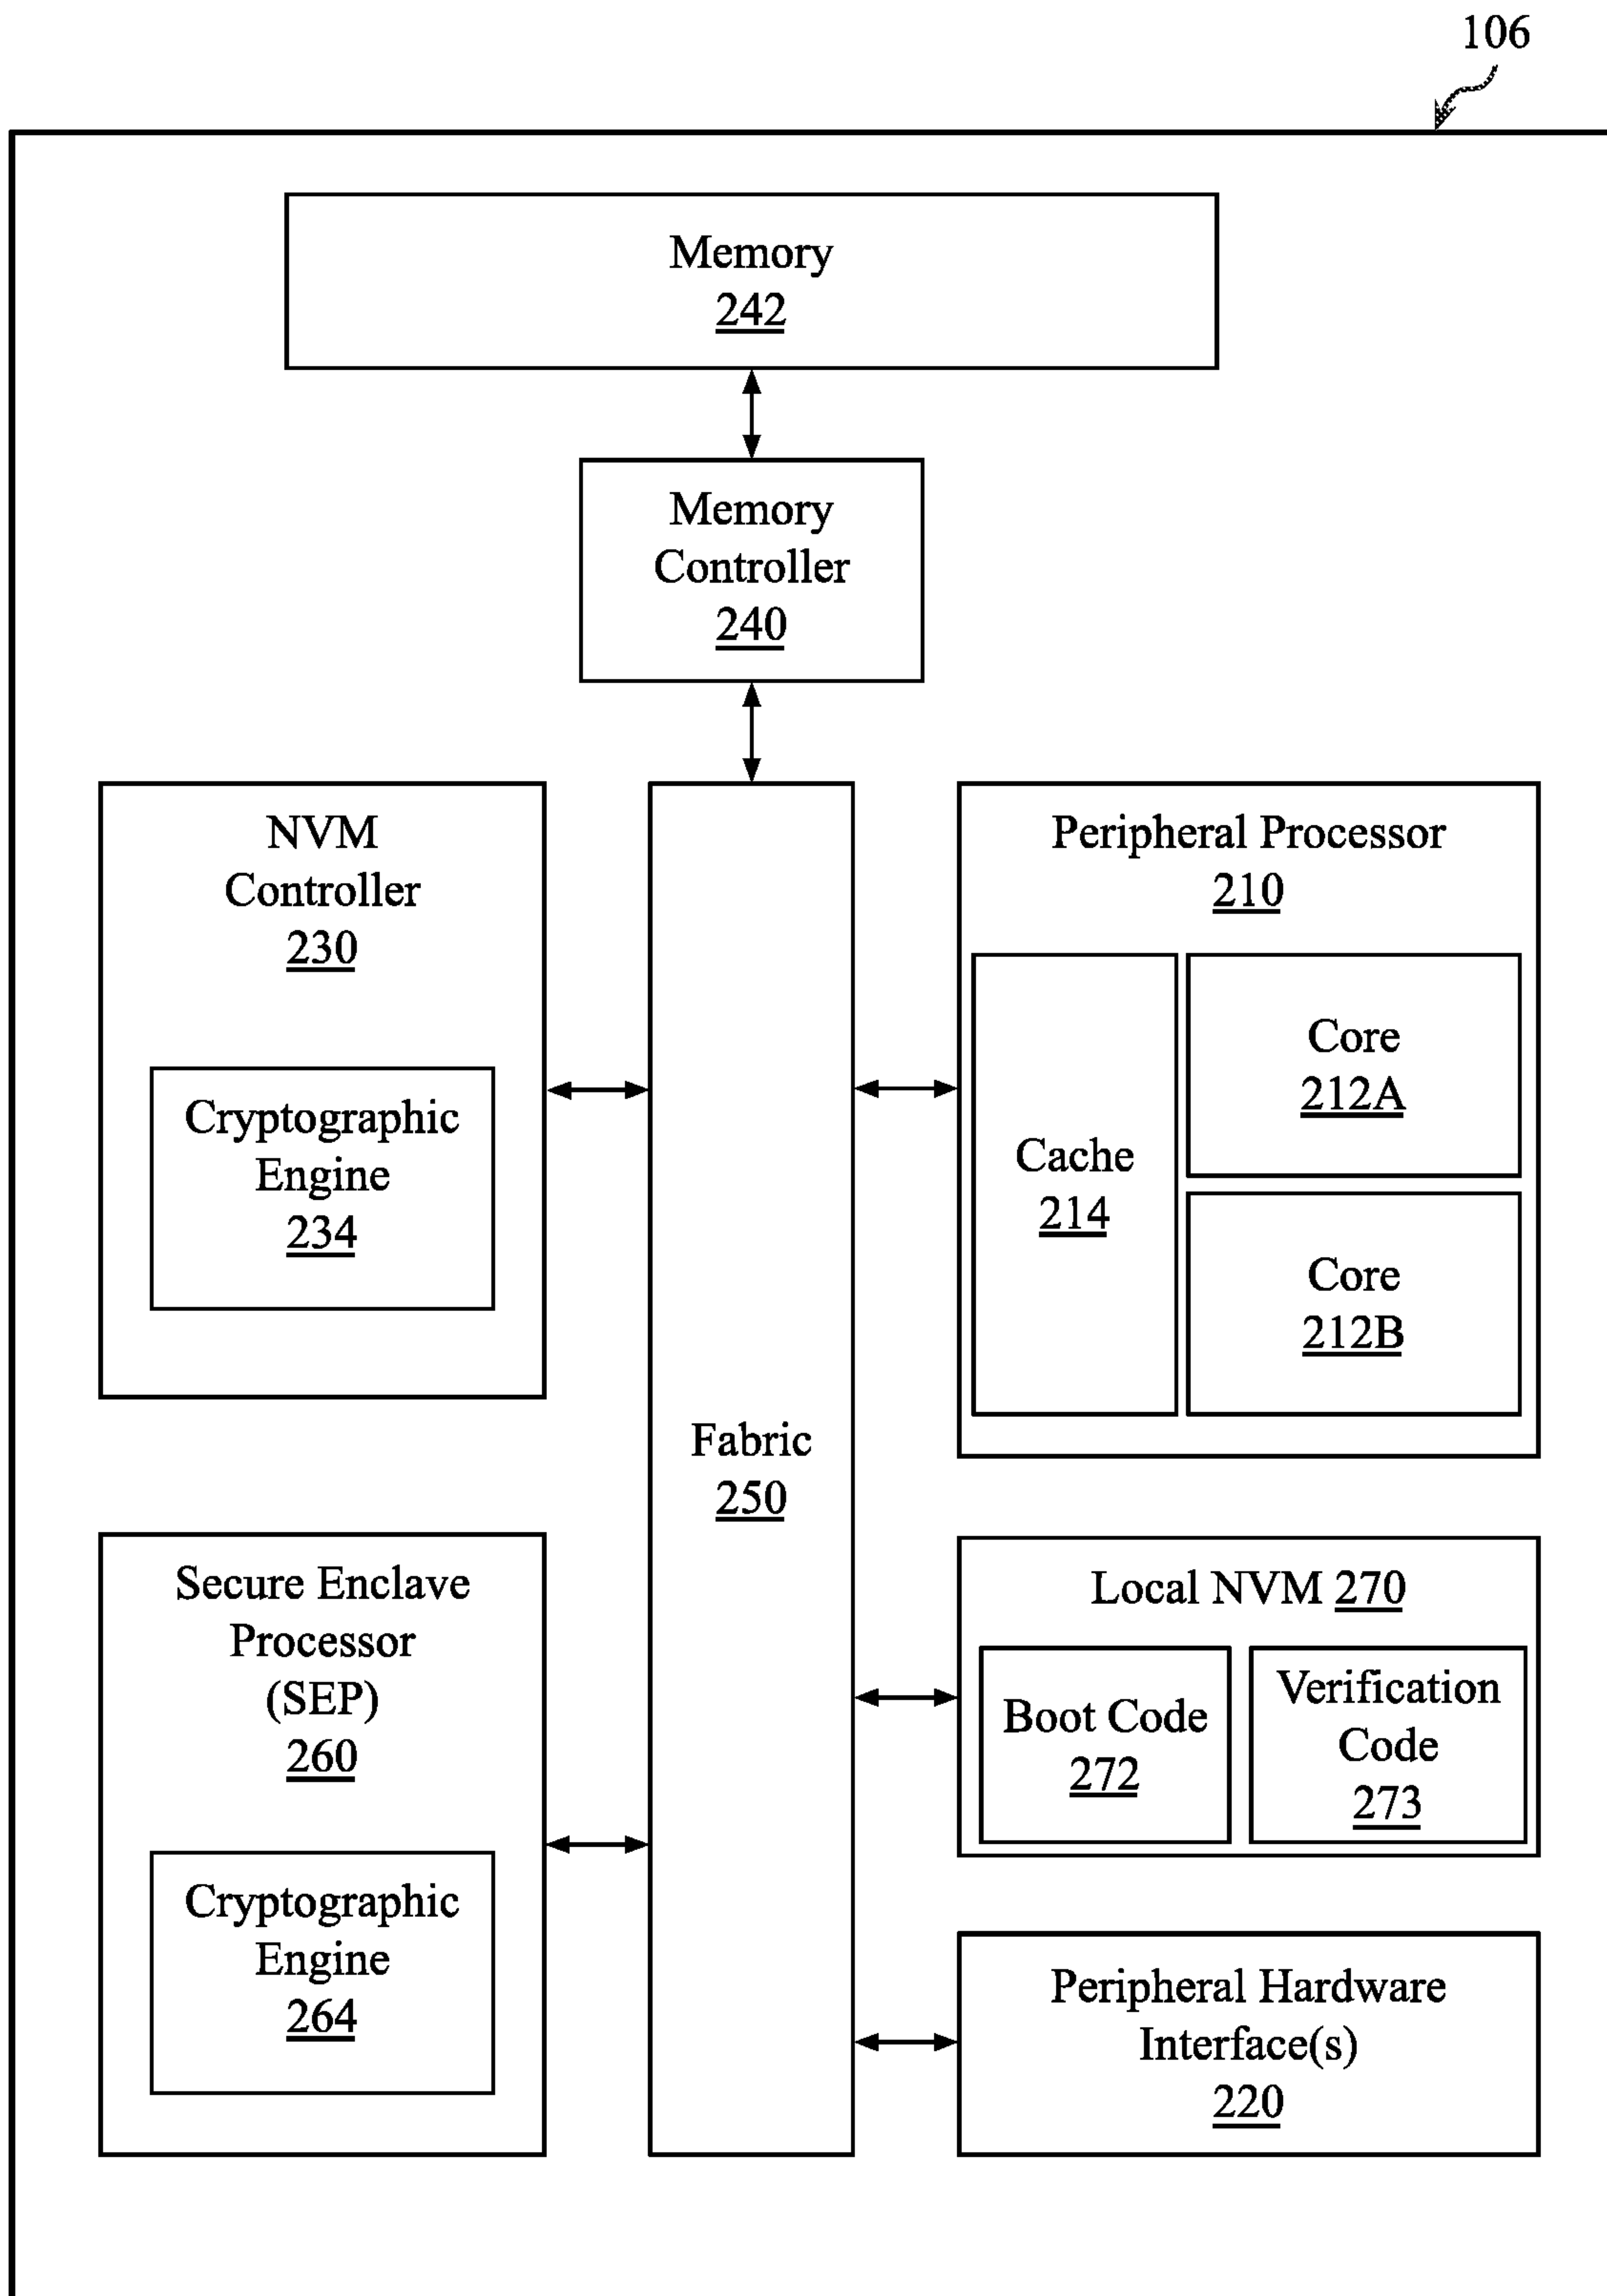 106
Memory
242
Memory
Controller
240
NVM
Controller
230
Cryptographic
Engine
234
Peripheral Processor
210
Cache
214
Core
212A
Core
212B
Fabric
250
Secure Enclave
Processor
(SEP)
260
Cryptographic
Engine
264
Local NVM 270
Boot Code
272
Verification
Code
273
Peripheral Hardware
Interface(s)
220